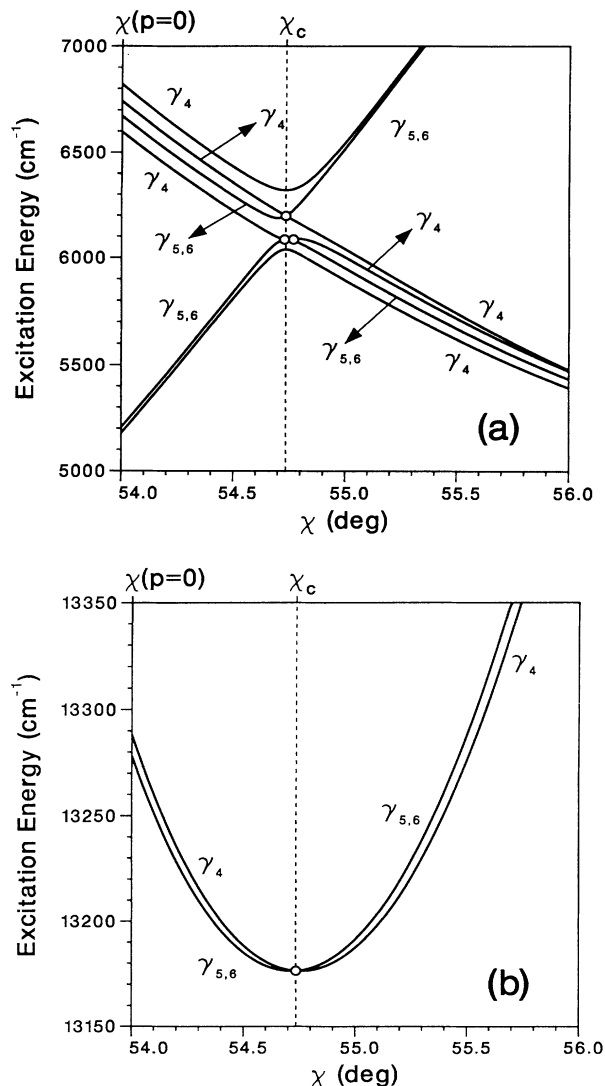 χ(p=0) χc
7000
6500
6000
5500
5000
Excitation Energy (cm⁻¹)
γ4
γ4
γ4
γ5,6
γ5,6
γ5,6
γ4
γ4
γ5,6
γ4
(a)
54.0 54.5 55.0 55.5 56.0
χ (deg)
χ(p=0) χc
13350
13300
13250
13200
13150
Excitation Energy (cm⁻¹)
γ4
γ5,6
γ4
γ5,6
(b)
54.0 54.5 55.0 55.5 56.0
χ (deg)